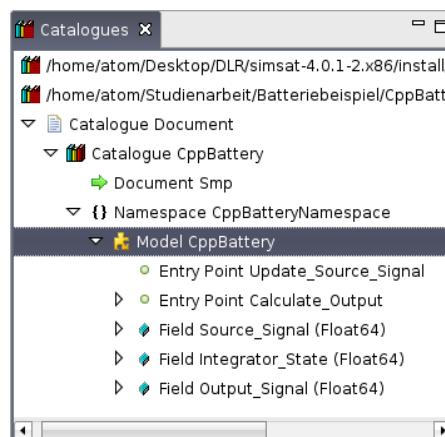 Catalogues
/home/atom/Desktop/DLR/simsat-4.0.1-2.x86/install
/home/atom/Studienarbeit/Batteriebeispiel/CppBatt
Catalogue Document
Catalogue CppBattery
Document Smp
{} Namespace CppBatteryNamespace
Model CppBattery
Entry Point Update_Source_Signal
Entry Point Calculate_Output
Field Source_Signal (Float64)
Field Integrator_State (Float64)
Field Output_Signal (Float64)